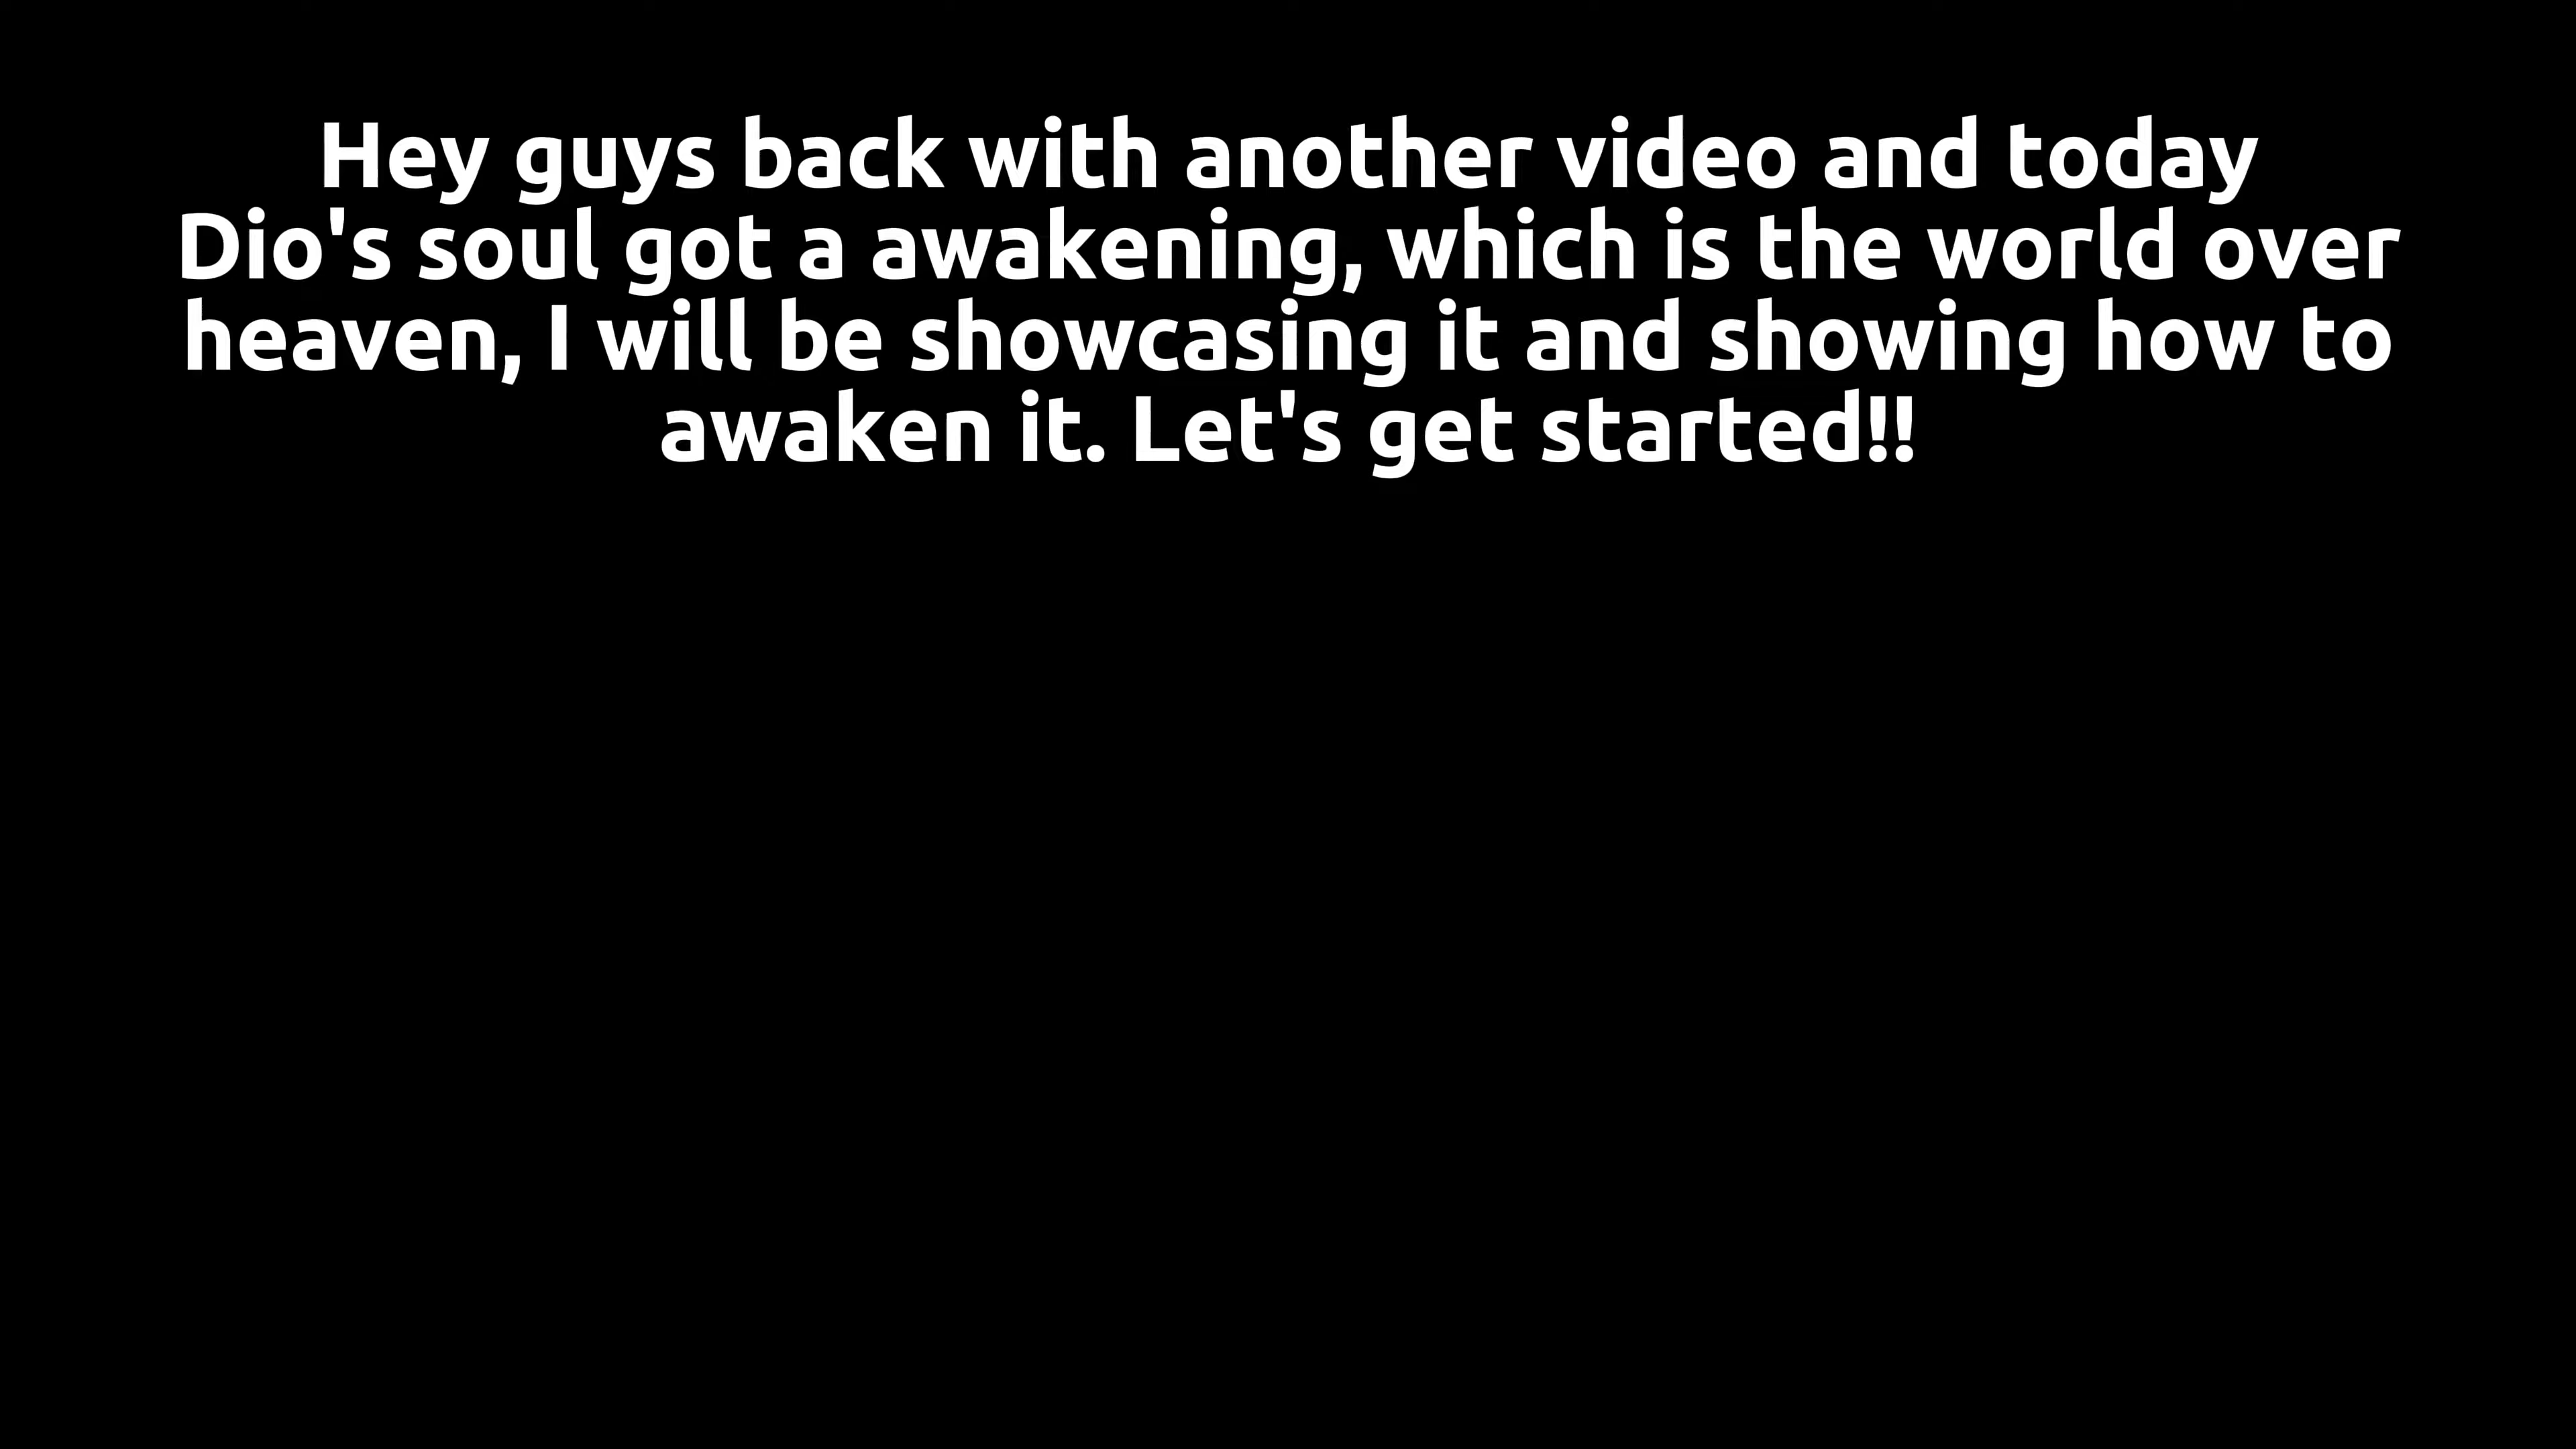 Hey guys back with another video and today
Dio's soul got a awakening, which is the world over
heaven, I will be showcasing it and showing how to
awaken it. Let's get started!!